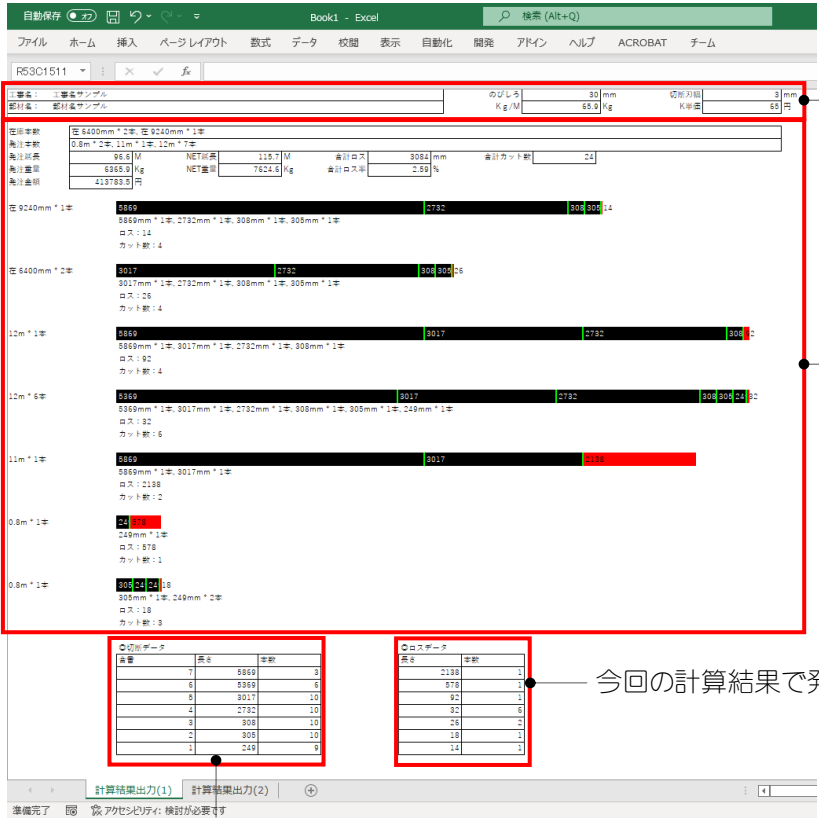 自動保存 オフ Book1 - Excel 検索 (Alt+Q)
ファイル ホーム 挿入 ページ レイアウト 数式 データ 校閲 表示 自動化 開発 アドイン ヘルプ ACROBAT チーム
R53C1511 fx
工事名: 工事名サンプル のびしろ 30 mm 切断刃幅 3 mm
部材名: 部材名サンプル Kg/M 65.9 Kg K単価 65 円
在庫本数 在 6400mm * 2本, 在 9240mm * 1本
発注本数 0.8m * 2本, 11m * 1本, 12m * 7本
発注延長 96.6 M NET延長 115.7 M 合計ロス 3084 mm 合計カット数 24
発注重量 6365.9 Kg NET重量 7624.6 Kg 合計ロス率 2.59 %
発注金額 413783.5 円
在 9240mm * 1本 5869 2732 308 305 14
5869mm * 1本, 2732mm * 1本, 308mm * 1本, 305mm * 1本
ロス:14
カット数:4
在 6400mm * 2本 3017 2732 308 305 26
3017mm * 1本, 2732mm * 1本, 308mm * 1本, 305mm * 1本
ロス:26
カット数:4
12m * 1本 5869 3017 2732 308 2
5869mm * 1本, 3017mm * 1本, 2732mm * 1本, 308mm * 1本
ロス:92
カット数:4
12m * 6本 5369 3017 2732 308 305 24 32
5369mm * 1本, 3017mm * 1本, 2732mm * 1本, 308mm * 1本, 305mm * 1本, 249mm * 1本
ロス:32
カット数:6
11m * 1本 5869 3017 2138
5869mm * 1本, 3017mm * 1本
ロス:2138
カット数:2
0.8m * 1本 24 578
249mm * 1本
ロス:578
カット数:1
0.8m * 1本 305 24 24 18
305mm * 1本, 249mm * 2本
ロス:18
カット数:3
◎切断データ ◎ロスデータ
合番 長さ 本数 長さ 本数
7 5869 3 2138 1
6 5369 6 578 1
5 3017 10 92 1
4 2732 10 32 6
3 308 10 26 2
2 305 10 18 1
1 249 9 14 1
今回の計算結果で発
計算結果出力(1) 計算結果出力(2)
準備完了 アクセシビリティ: 検討が必要です